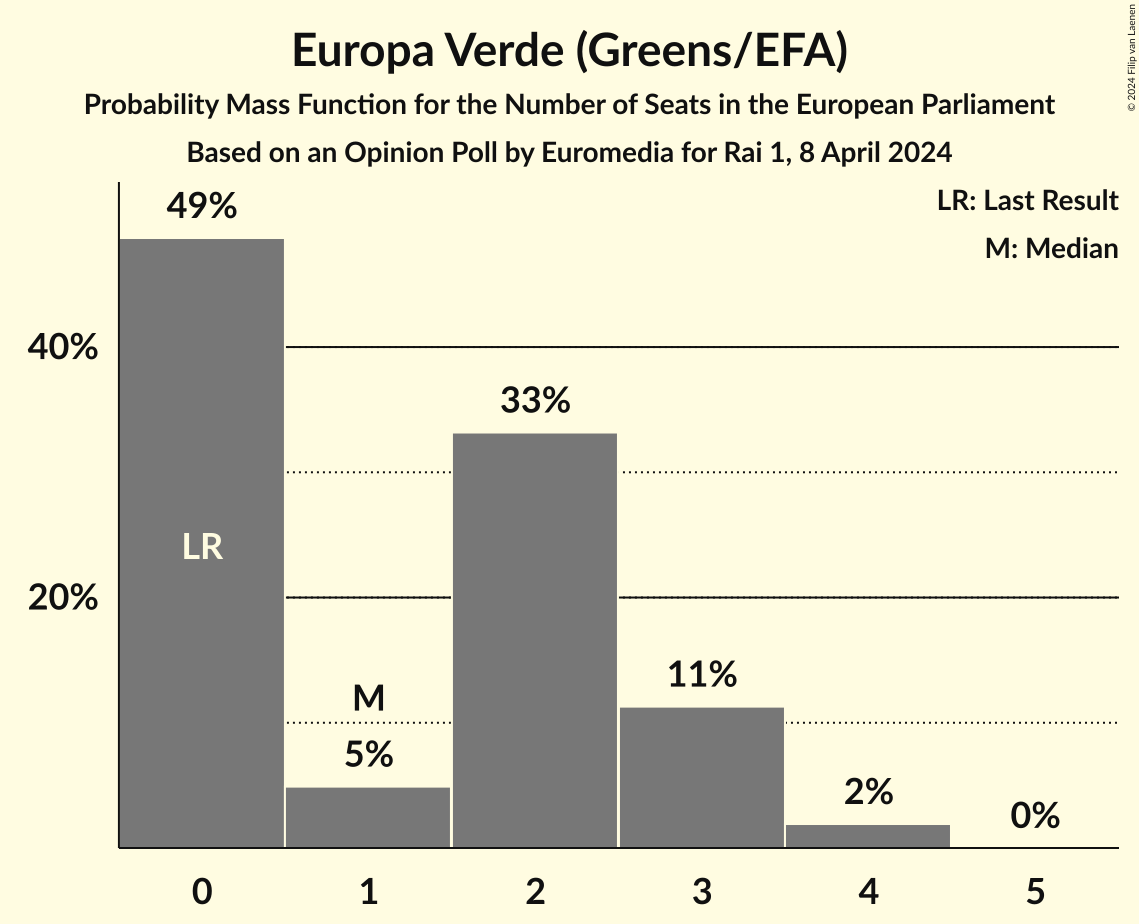 Europa Verde (Greens/EFA)
Probability Mass Function for the Number of Seats in the European Parliament
Based on an Opinion Poll by Euromedia for Rai 1, 8 April 2024
© 2024 Filip van Laenen
LR: Last Result
M: Median
49%
40%
33%
LR
20%
11%
M
5%
2%
0%
0 1 2 3 4 5